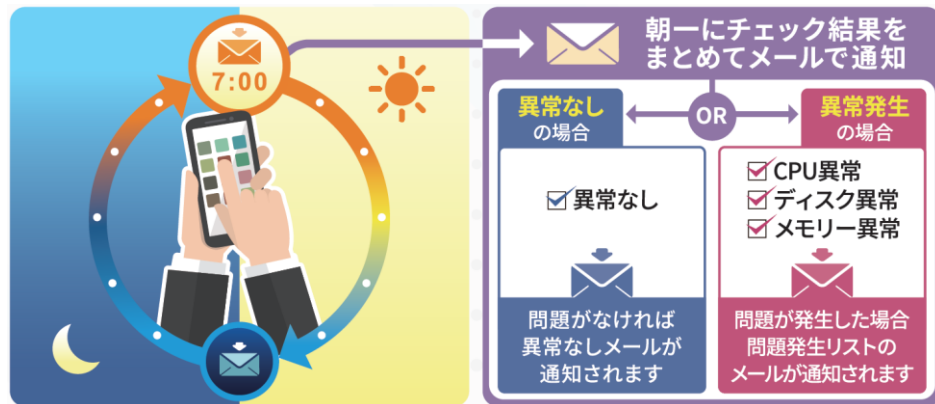 7:00
朝一にチェック結果を
まとめてメールで通知
OR
異常なし
の場合
異常なし
問題がなければ
異常なしメールが
通知されます
異常発生
の場合
CPU異常
ディスク異常
メモリー異常
問題が発生した場合
問題発生リストの
メールが通知されます